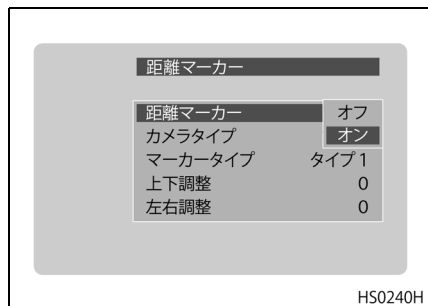 距離マーカー
距離マーカー オフ
カメラタイプ オン
マーカータイプ タイプ1
上下調整 0
左右調整 0
HS0240H